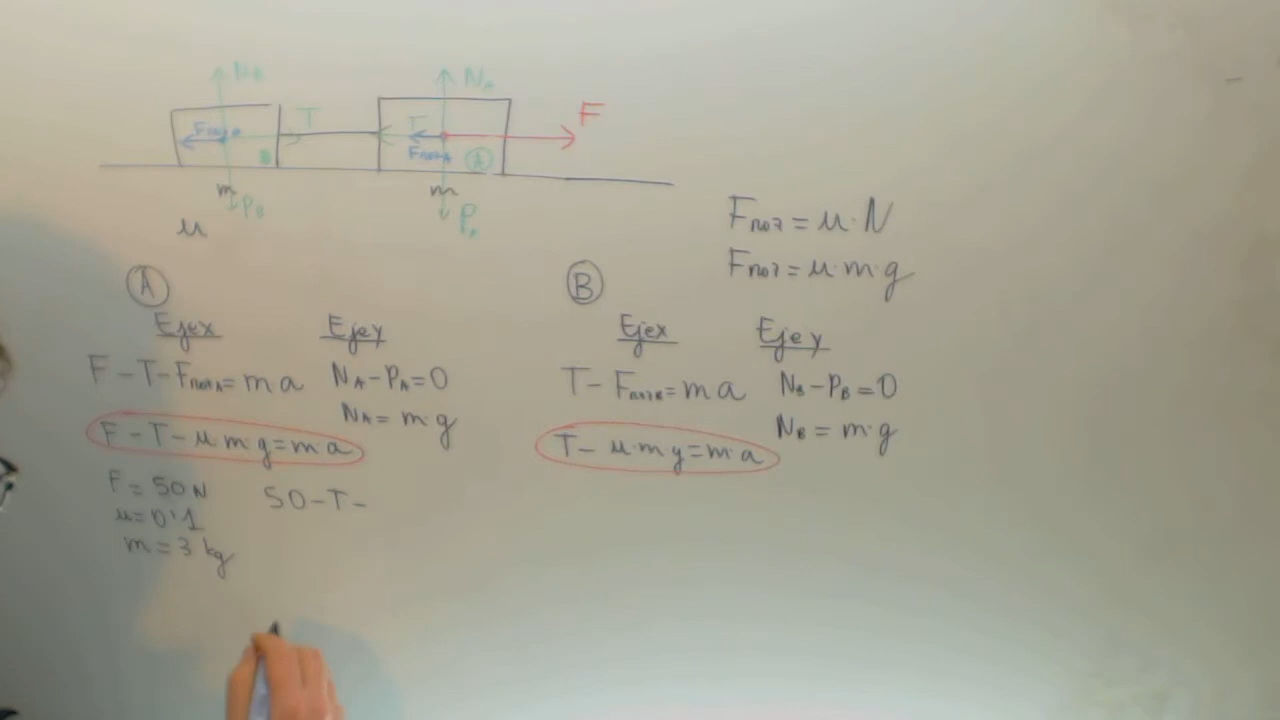 N_B
N_A
T
T
F
F_roz B
F_roz A
B
A
m
m
P_B
P_A
μ
F_roz = μ·N
F_roz = μ·m·g
A
B
Eje x
Eje y
F - T - F_roz A = m a
N_A - P_A = 0
N_A = m·g
F - T - μ·m·g = m·a
F = 50 N
50 - T -
μ = 0'1
m = 3 kg
Eje x
Eje y
T - F_roz B = m a
N_B - P_B = 0
N_B = m·g
T - μ·m·g = m·a